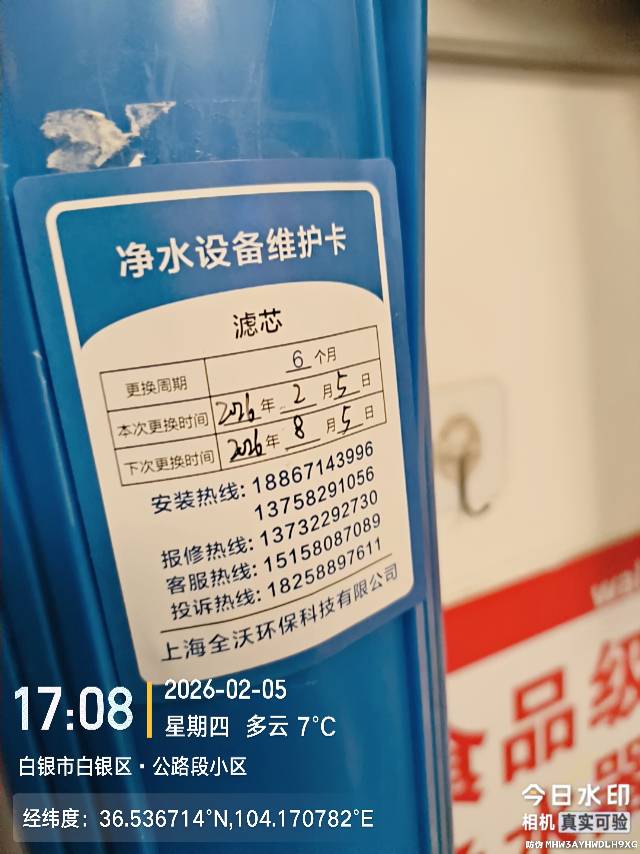 净水设备维护卡
滤芯
更换周期 6 个月
本次更换时间 2026年 2 月 5 日
下次更换时间 2026年 8 月 5 日
安装热线: 18867143996
13758291056
报修热线: 13732292730
客服热线: 15158087089
投诉热线: 18258897611
上海全沃环保科技有限公司
wal
食品级
17:08
2026-02-05
星期四 多云 7°C
白银市白银区·公路段小区
经纬度: 36.536714°N,104.170782°E
今日水印
相机 真实可验
防伪 MHW3AYHWDLH9XG